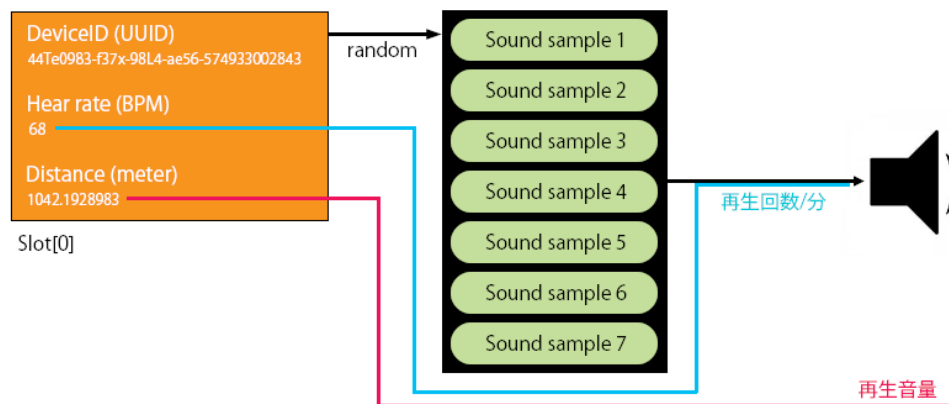 DeviceID (UUID)
44Te0983-f37x-98L4-ae56-574933002843
Hear rate (BPM)
68
Distance (meter)
1042.1928983
Slot[0]
random
Sound sample 1
Sound sample 2
Sound sample 3
Sound sample 4
Sound sample 5
Sound sample 6
Sound sample 7
再生回数/分
再生音量